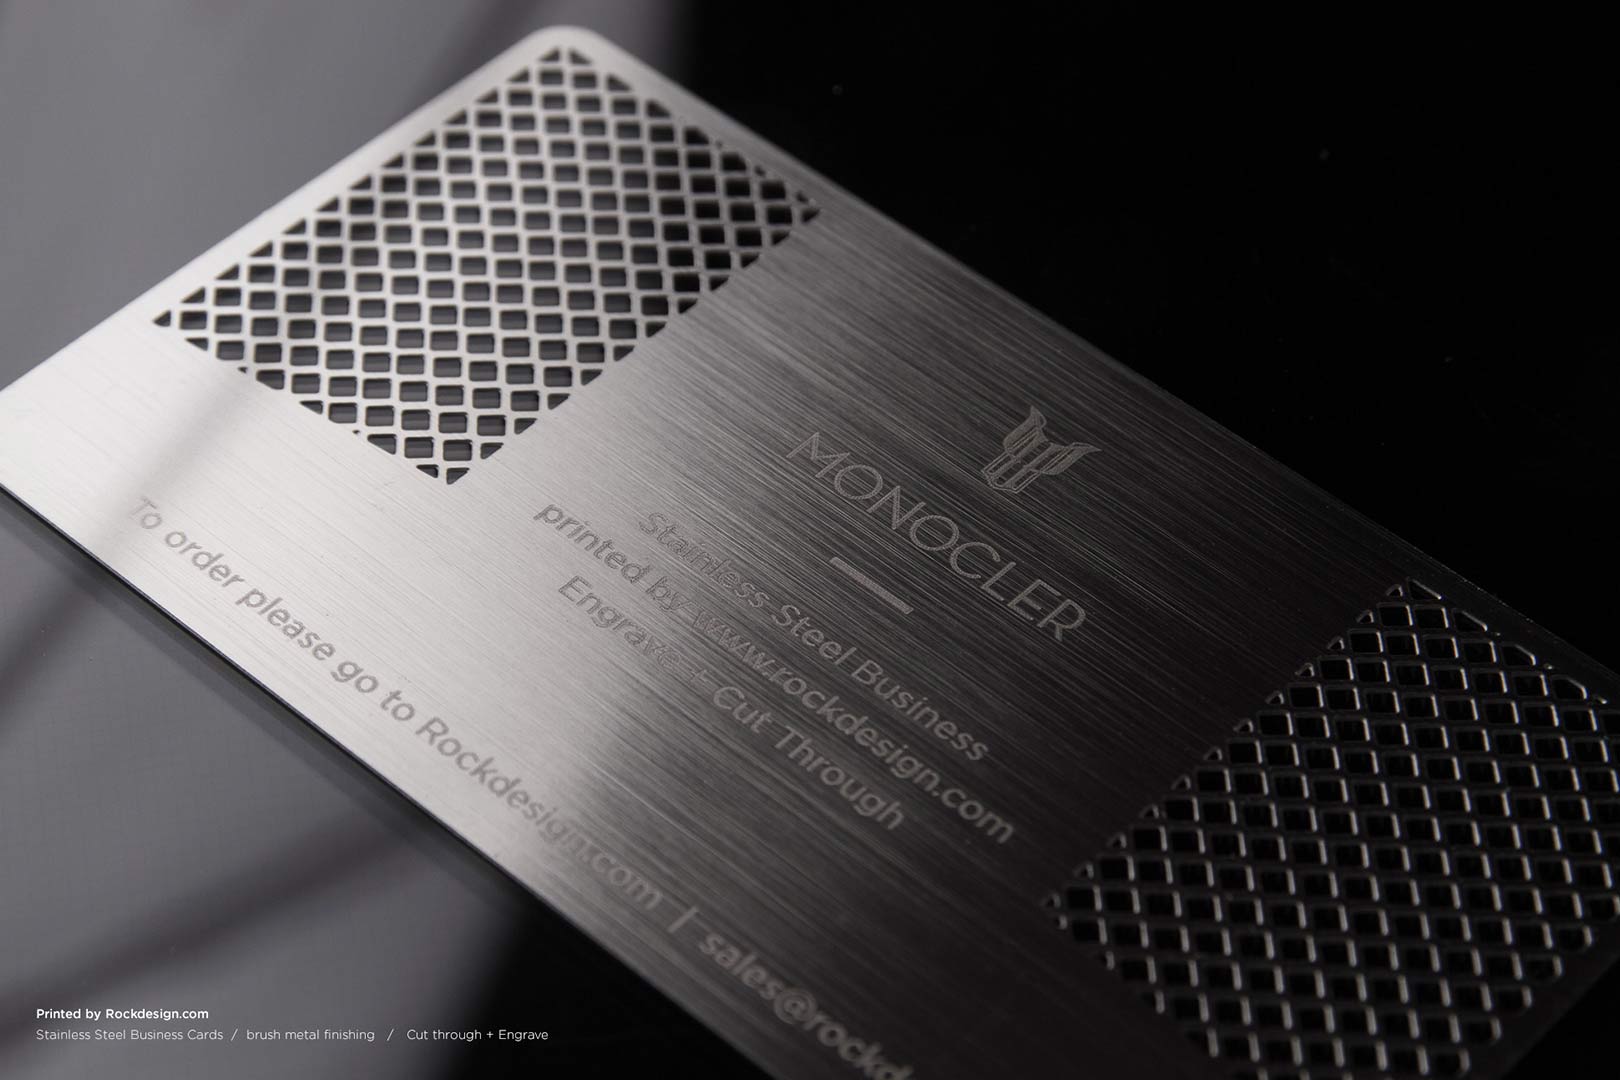 MONOCLER
Stainless Steel Business
printed by www.rockdesign.com
Engrave + Cut Through
To order please go to Rockdesign.com | sales@rockd
Printed by Rockdesign.com
Stainless Steel Business Cards / brush metal finishing / Cut through + Engrave